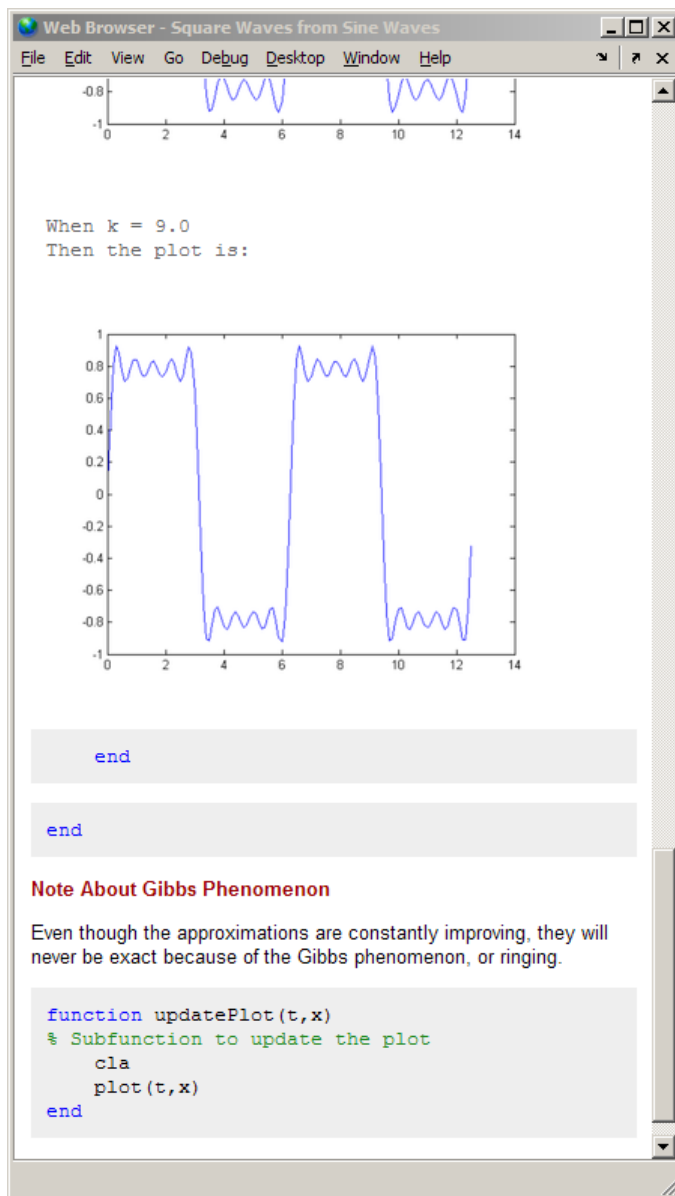 Web Browser - Square Waves from Sine Waves
File Edit View Go Debug Desktop Window Help
-0.8
-1
0 2 4 6 8 10 12 14
When k = 9.0
Then the plot is:
1
0.8
0.6
0.4
0.2
0
-0.2
-0.4
-0.6
-0.8
-1
0 2 4 6 8 10 12 14
end
end
Note About Gibbs Phenomenon
Even though the approximations are constantly improving, they will
never be exact because of the Gibbs phenomenon, or ringing.
function updatePlot(t,x)
% Subfunction to update the plot
cla
plot(t,x)
end